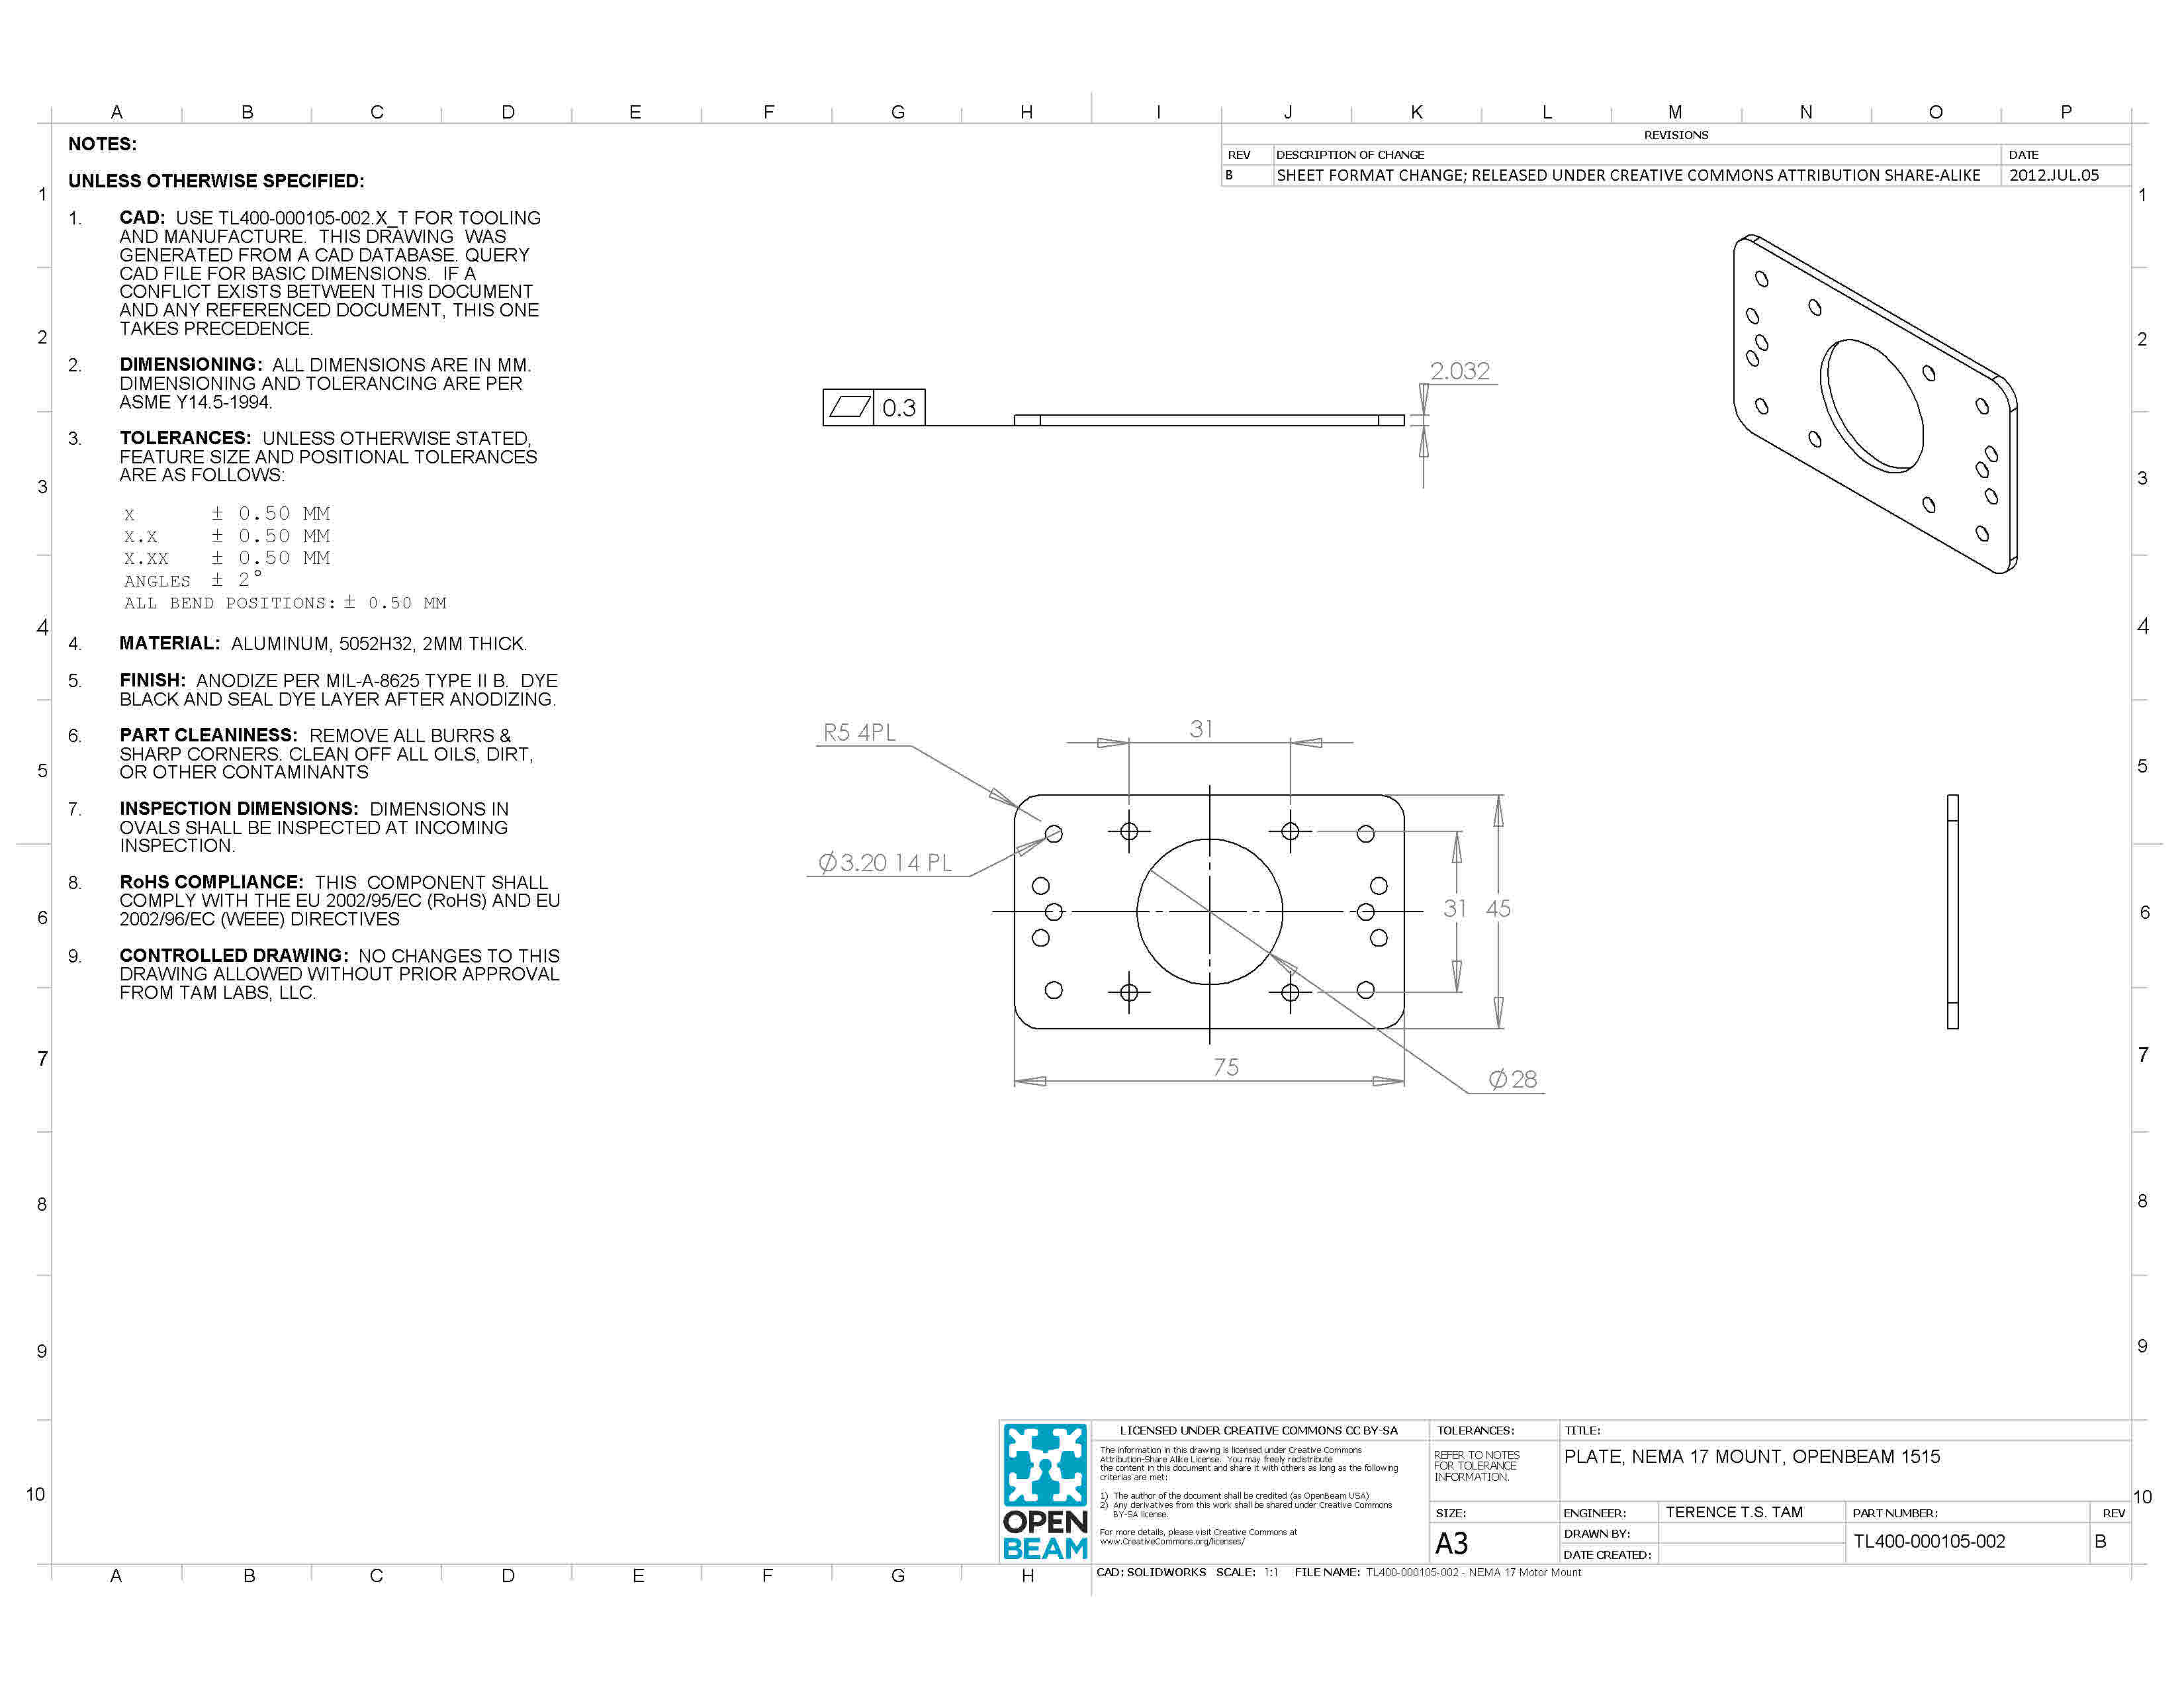 A B C D E F G H I J K L M N O P
NOTES:
UNLESS OTHERWISE SPECIFIED:
1. CAD: USE TL400-000105-002.X_T FOR TOOLING
AND MANUFACTURE. THIS DRAWING WAS
GENERATED FROM A CAD DATABASE. QUERY
CAD FILE FOR BASIC DIMENSIONS. IF A
CONFLICT EXISTS BETWEEN THIS DOCUMENT
AND ANY REFERENCED DOCUMENT, THIS ONE
TAKES PRECEDENCE.
2. DIMENSIONING: ALL DIMENSIONS ARE IN MM.
DIMENSIONING AND TOLERANCING ARE PER
ASME Y14.5-1994.
3. TOLERANCES: UNLESS OTHERWISE STATED,
FEATURE SIZE AND POSITIONAL TOLERANCES
ARE AS FOLLOWS:
X ± 0.50 MM
X.X ± 0.50 MM
X.XX ± 0.50 MM
ANGLES ± 2°
ALL BEND POSITIONS: ± 0.50 MM
4. MATERIAL: ALUMINUM, 5052H32, 2MM THICK.
5. FINISH: ANODIZE PER MIL-A-8625 TYPE II B. DYE
BLACK AND SEAL DYE LAYER AFTER ANODIZING.
6. PART CLEANINESS: REMOVE ALL BURRS &
SHARP CORNERS. CLEAN OFF ALL OILS, DIRT,
OR OTHER CONTAMINANTS
7. INSPECTION DIMENSIONS: DIMENSIONS IN
OVALS SHALL BE INSPECTED AT INCOMING
INSPECTION.
8. RoHS COMPLIANCE: THIS COMPONENT SHALL
COMPLY WITH THE EU 2002/95/EC (RoHS) AND EU
2002/96/EC (WEEE) DIRECTIVES
9. CONTROLLED DRAWING: NO CHANGES TO THIS
DRAWING ALLOWED WITHOUT PRIOR APPROVAL
FROM TAM LABS, LLC.
REVISIONS
REV DESCRIPTION OF CHANGE DATE
B SHEET FORMAT CHANGE; RELEASED UNDER CREATIVE COMMONS ATTRIBUTION SHARE-ALIKE 2012.JUL.05
1
2
3
4
5
6
7
8
9
10
1
2
3
4
5
6
7
8
9
10
2.032
0.3
R5 4PL
31
Ø3.20 14 PL
31 45
75
Ø28
OPEN
BEAM
LICENSED UNDER CREATIVE COMMONS CC BY-SA
The information in this drawing is licensed under Creative Commons
Attribution-Share Alike License. You may freely redistribute
the content in this document and share it with others as long as the following
criterias are met:
1) The author of the document shall be credited (as OpenBeam USA)
2) Any derivatives from this work shall be shared under Creative Commons
BY-SA license.
For more details, please visit Creative Commons at
www.CreativeCommons.org/licenses/
TOLERANCES:
REFER TO NOTES
FOR TOLERANCE
INFORMATION.
SIZE:
A3
TITLE:
PLATE, NEMA 17 MOUNT, OPENBEAM 1515
ENGINEER: TERENCE T.S. TAM
DRAWN BY:
DATE CREATED:
PART NUMBER:
TL400-000105-002
REV
B
CAD: SOLIDWORKS SCALE: 1:1 FILE NAME: TL400-000105-002 - NEMA 17 Motor Mount
A B C D E F G H